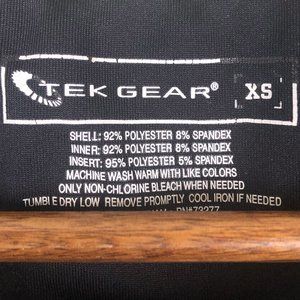 TEK GEAR® XS
SHELL: 92% POLYESTER 8% SPANDEX
INNER: 92% POLYESTER 8% SPANDEX
INSERT: 95% POLYESTER 5% SPANDEX
MACHINE WASH WARM WITH LIKE COLORS
ONLY NON-CHLORINE BLEACH WHEN NEEDED
TUMBLE DRY LOW REMOVE PROMPTLY COOL IRON IF NEEDED
RN#73277